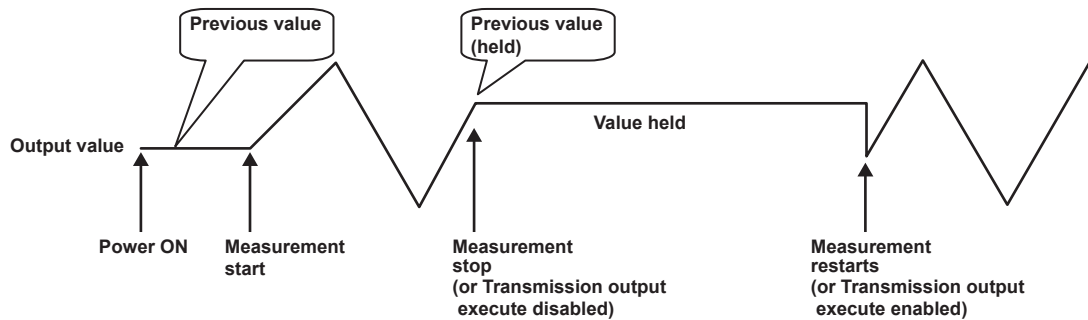 Previous value
Previous value
(held)
Output value
Value held
Power ON
Measurement
start
Measurement
stop
(or Transmission output
execute disabled)
Measurement
restarts
(or Transmission output
execute enabled)